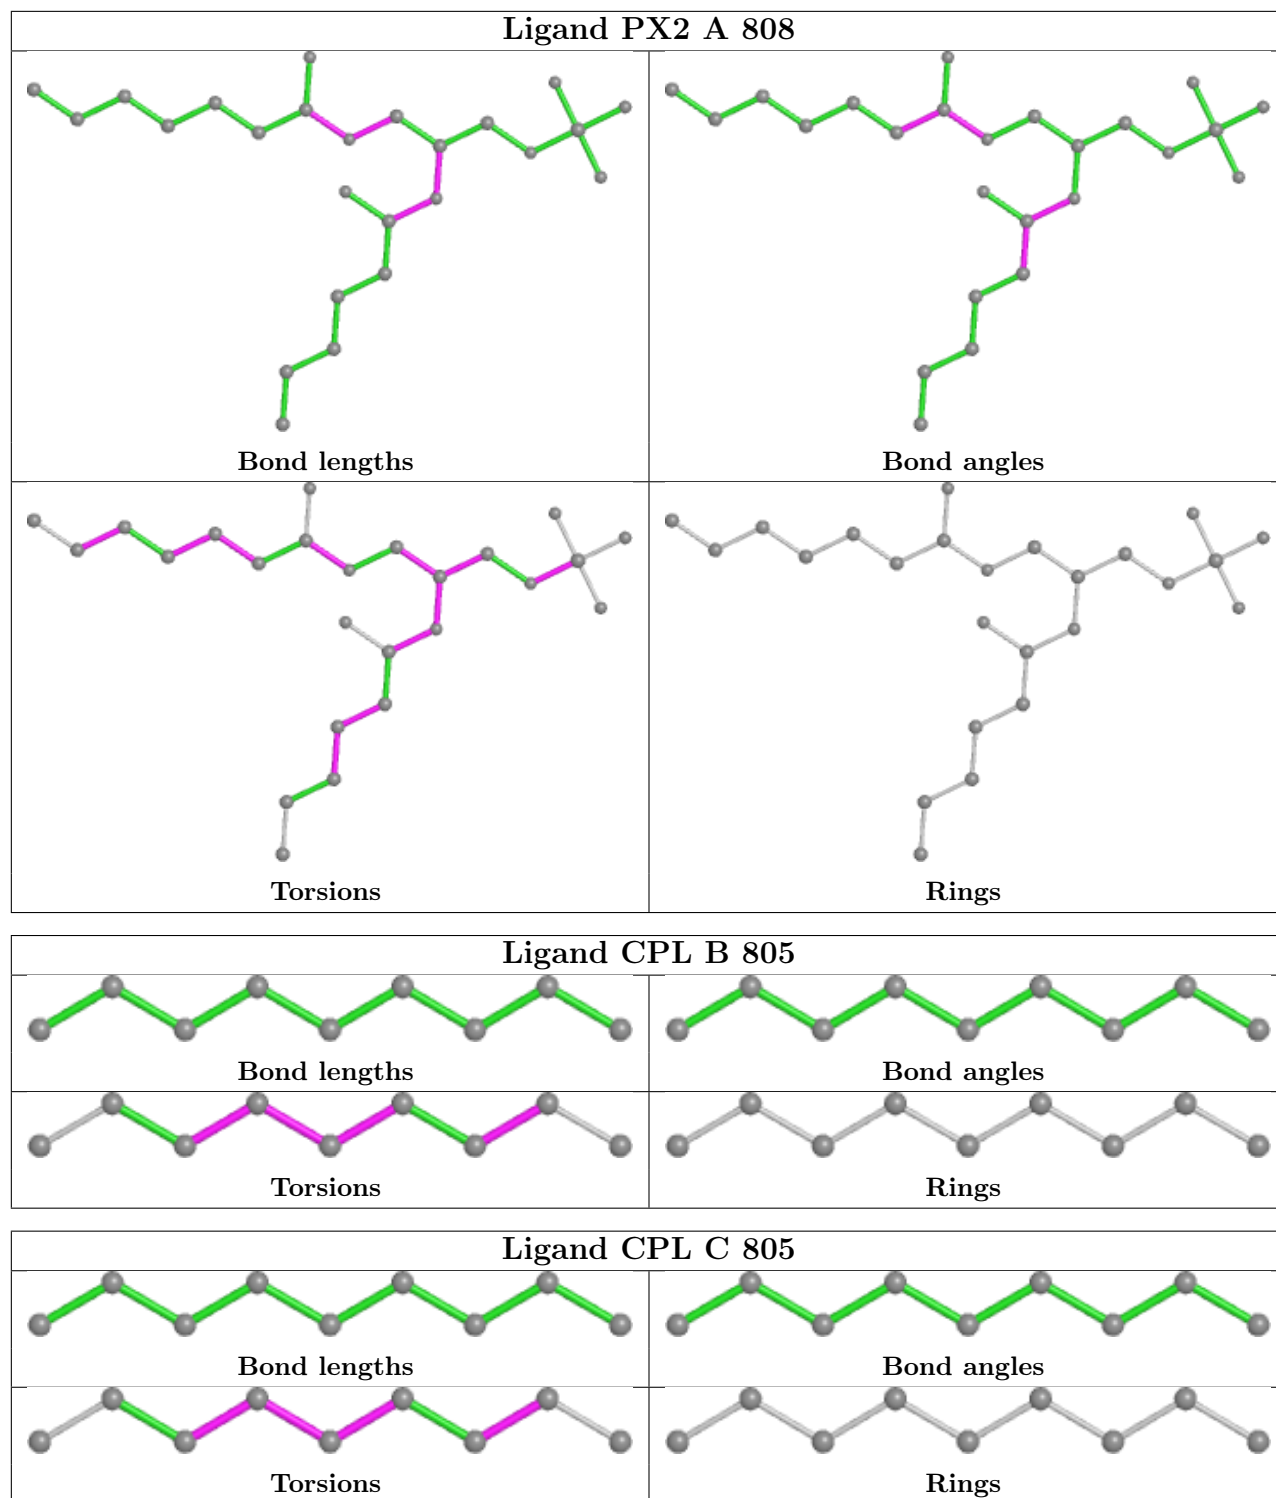 Ligand PX2 A 808
Bond lengths
Bond angles
Torsions
Rings
Ligand CPL B 805
Bond lengths
Bond angles
Torsions
Rings
Ligand CPL C 805
Bond lengths
Bond angles
Torsions
Rings